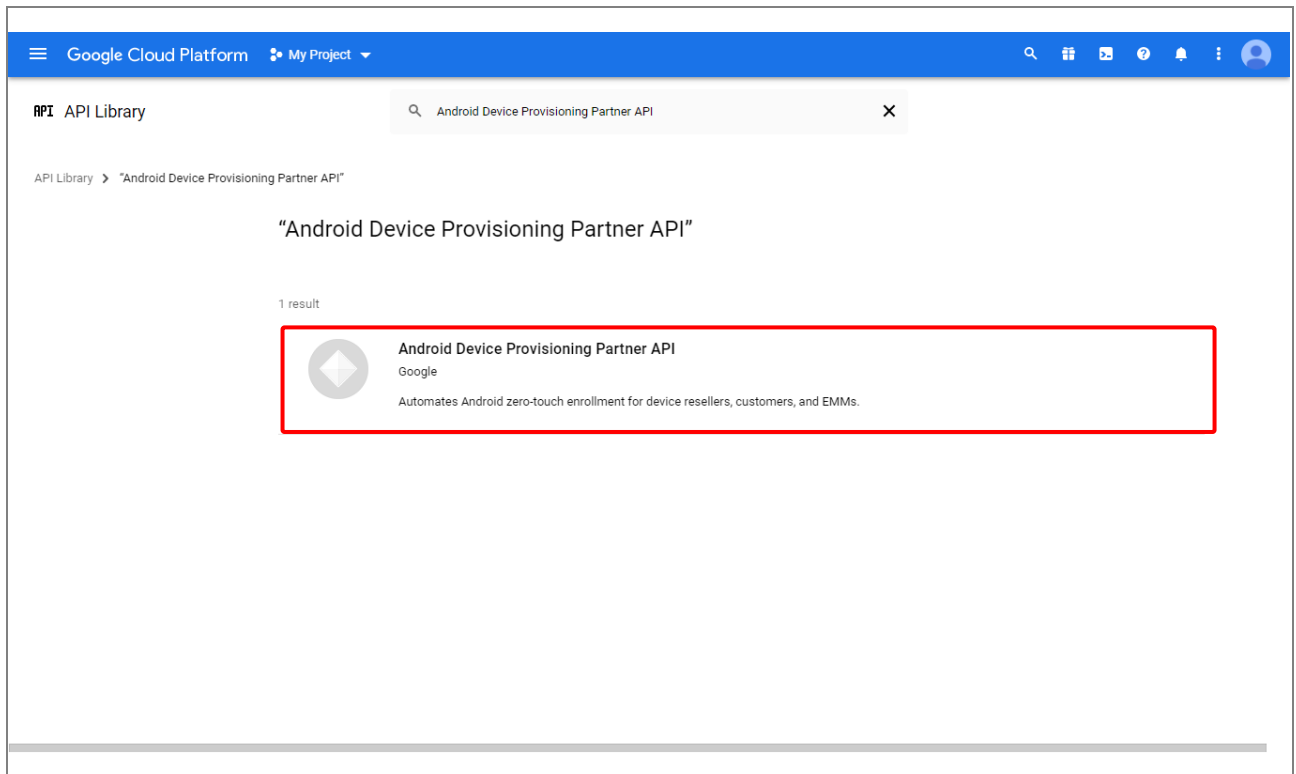 Google Cloud Platform My Project
API API Library
Android Device Provisioning Partner API
API Library > “Android Device Provisioning Partner API”
“Android Device Provisioning Partner API”
1 result
Android Device Provisioning Partner API
Google
Automates Android zero-touch enrollment for device resellers, customers, and EMMs.